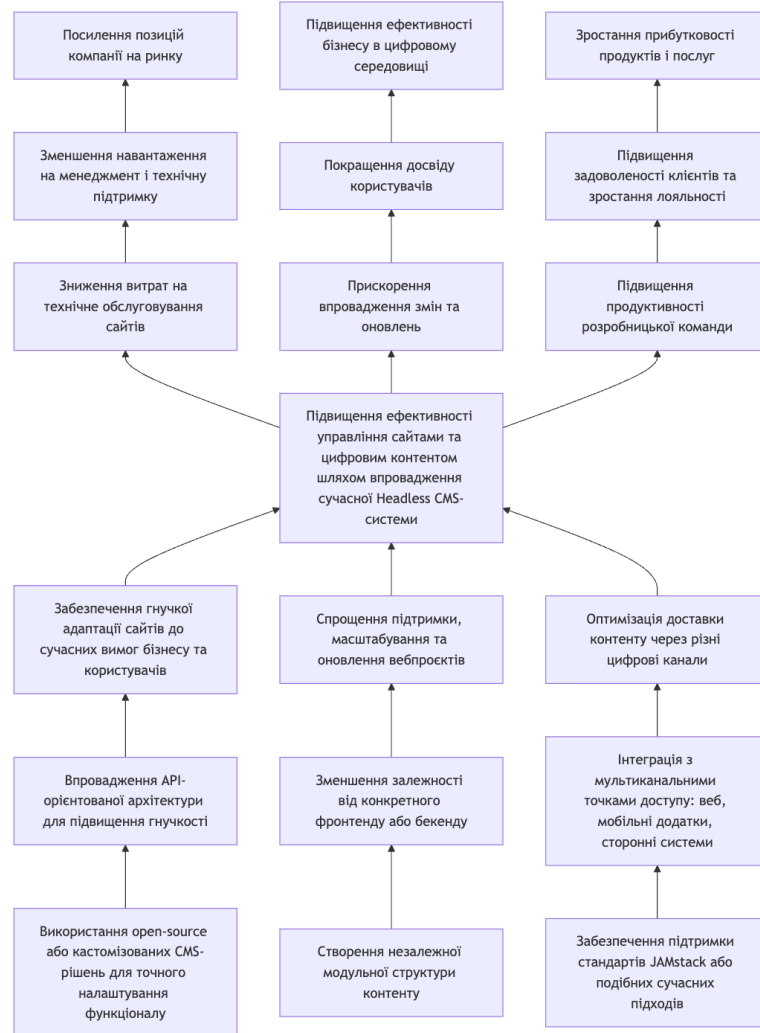 Посилення позицій
компанії на ринку
Підвищення ефективності
бізнесу в цифровому
середовищі
Зростання прибутковості
продуктів і послуг
Зменшення навантаження
на менеджмент і технічну
підтримку
Покращення досвіду
користувачів
Підвищення
задоволеності клієнтів та
зростання лояльності
Зниження витрат на
технічне обслуговування
сайтів
Прискорення
впровадження змін та
оновлень
Підвищення
продуктивності
розробницької команди
Підвищення ефективності
управління сайтами та
цифровим контентом
шляхом впровадження
сучасної Headless CMS-
системи
Забезпечення гнучкої
адаптації сайтів до
сучасних вимог бізнесу та
користувачів
Спрощення підтримки,
масштабування та
оновлення вебпроєктів
Оптимізація доставки
контенту через різні
цифрові канали
Впровадження API-
орієнтованої архітектури
для підвищення гнучкості
Зменшення залежності
від конкретного
фронтенду або бекенду
Інтеграція з
мультиканальними
точками доступу: веб,
мобільні додатки,
сторонні системи
Використання open-source
або кастомізованих CMS-
рішень для точного
налаштування
функціоналу
Створення незалежної
модульної структури
контенту
Забезпечення підтримки
стандартів JAMstack або
подібних сучасних
підходів